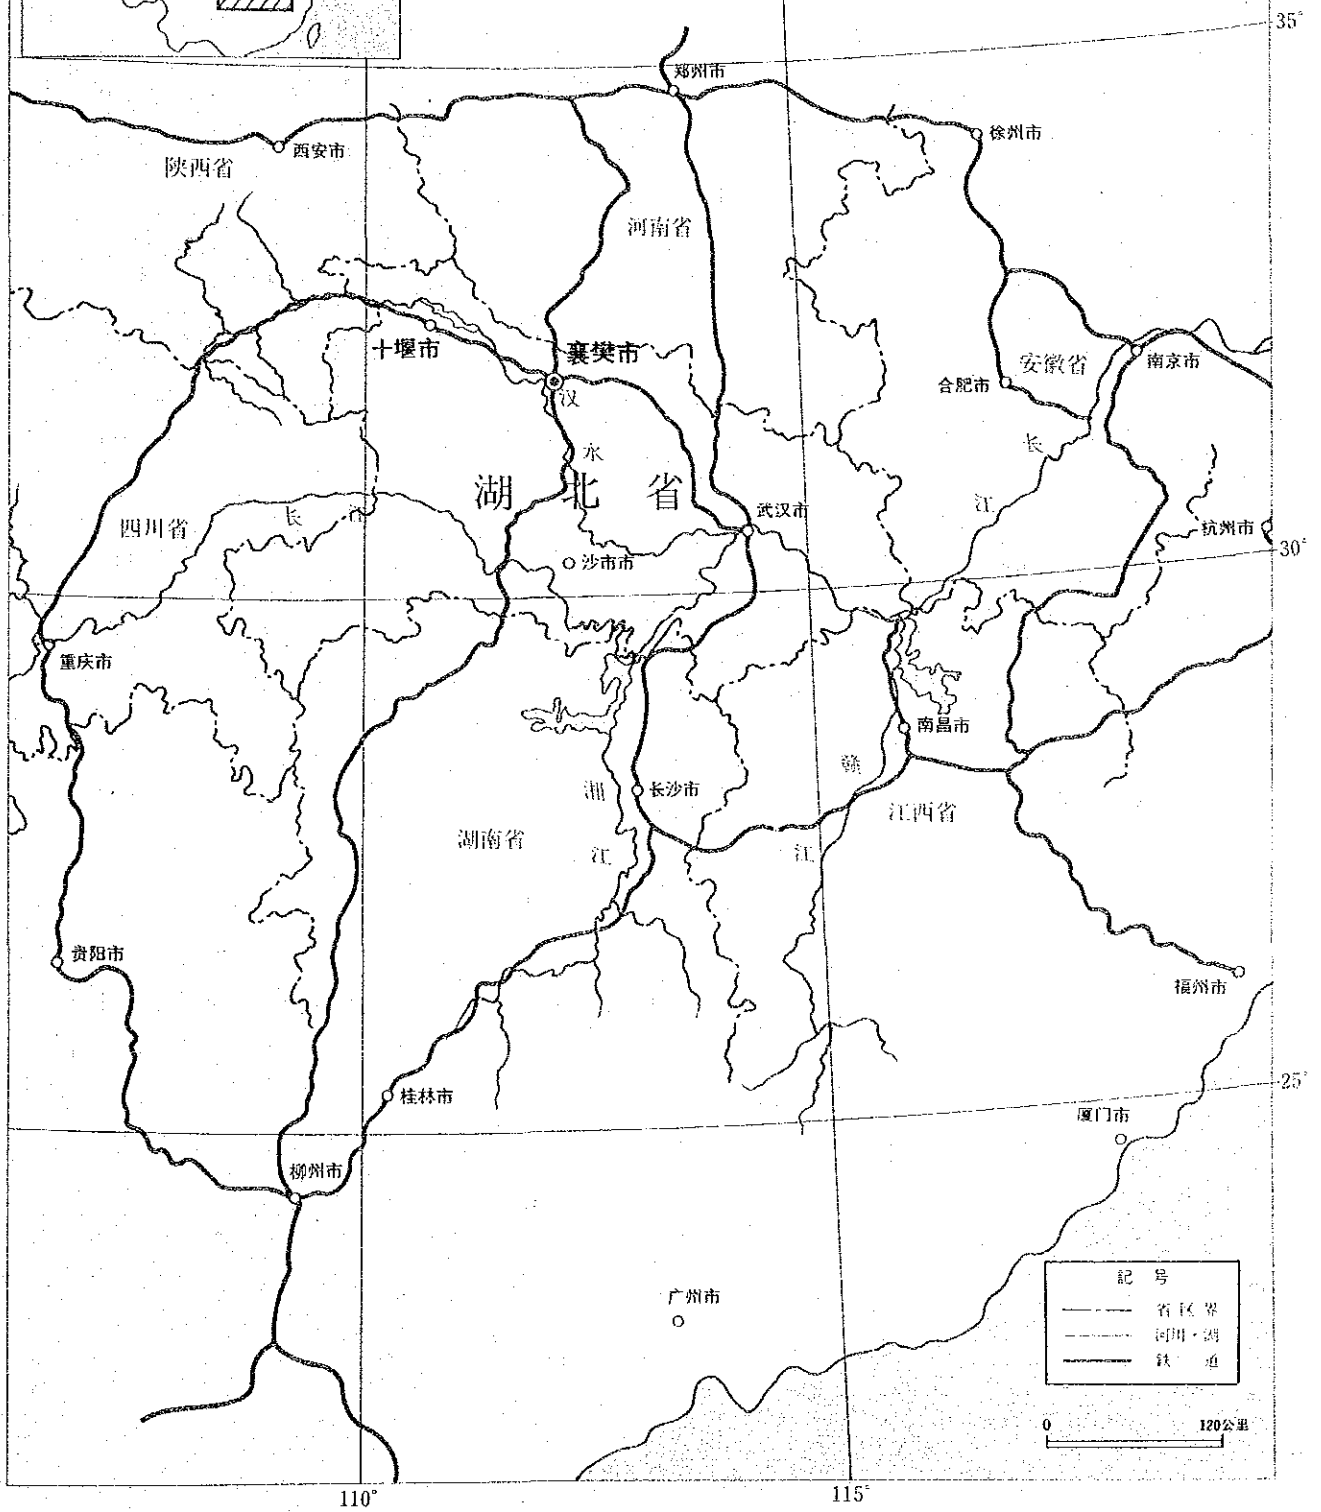 35°
郑州市
徐州市
西安市
陕西省
河南省
十堰市
襄樊市
安徽省
南京市
合肥市
汉
水
长
江
湖北省
武汉市
四川省
长
杭州市
沙市市
30°
重庆市
南昌市
赣
江
湘
江
长沙市
江西省
湖南省
贵阳市
福州市
桂林市
25°
厦门市
柳州市
广州市
記号
省区界
河川・湖
鉄道
0
120公里
110°
115°